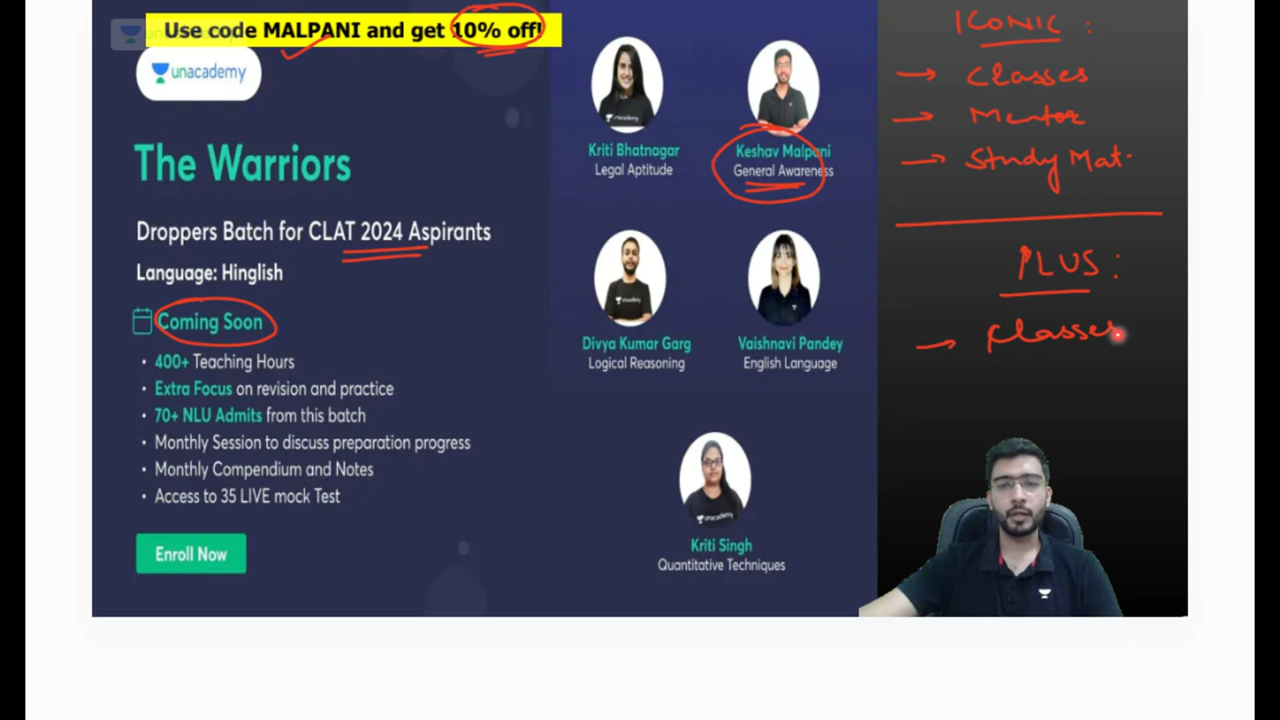 Use code MALPANI and get 10% off!
unacademy
The Warriors
Droppers Batch for CLAT 2024 Aspirants
Language: Hinglish
Coming Soon
• 400+ Teaching Hours
• Extra Focus on revision and practice
• 70+ NLU Admits from this batch
• Monthly Session to discuss preparation progress
• Monthly Compendium and Notes
• Access to 35 LIVE mock Test
Enroll Now
Kriti Bhatnagar
Legal Aptitude
Keshav Malpani
General Awareness
Divya Kumar Garg
Logical Reasoning
Vaishnavi Pandey
English Language
Kriti Singh
Quantitative Techniques
ICONIC :
→ Classes
→ Mentor
→ Study Mat.
PLUS :
→ Classes